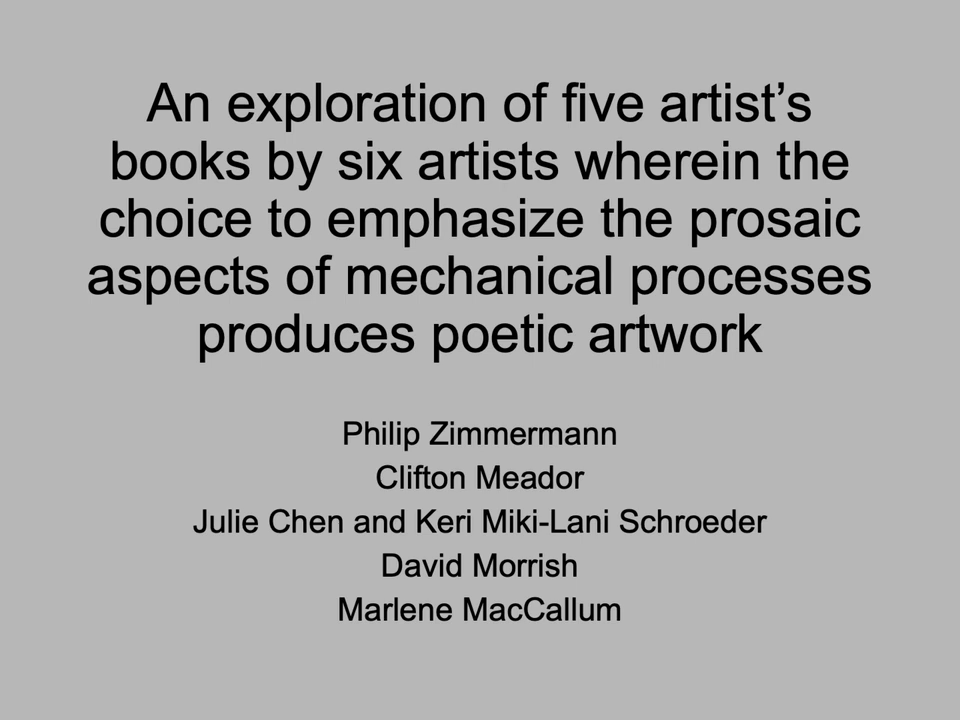 An exploration of five artist’s
books by six artists wherein the
choice to emphasize the prosaic
aspects of mechanical processes
produces poetic artwork
Philip Zimmermann
Clifton Meador
Julie Chen and Keri Miki-Lani Schroeder
David Morrish
Marlene MacCallum